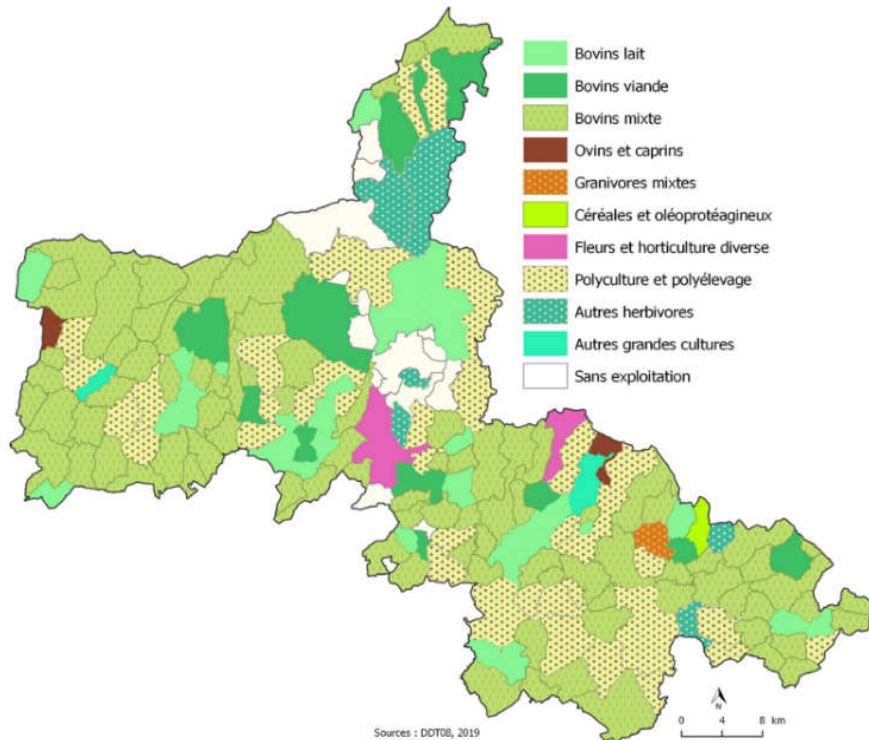 Bovins lait
Bovins viande
Bovins mixte
Ovins et caprins
Granivores mixtes
Céréales et oléoprotéagineux
Fleurs et horticulture diverse
Polyculture et polyélevage
Autres herbivores
Autres grandes cultures
Sans exploitation
N
0 4 8 km
Sources : DDT08, 2019